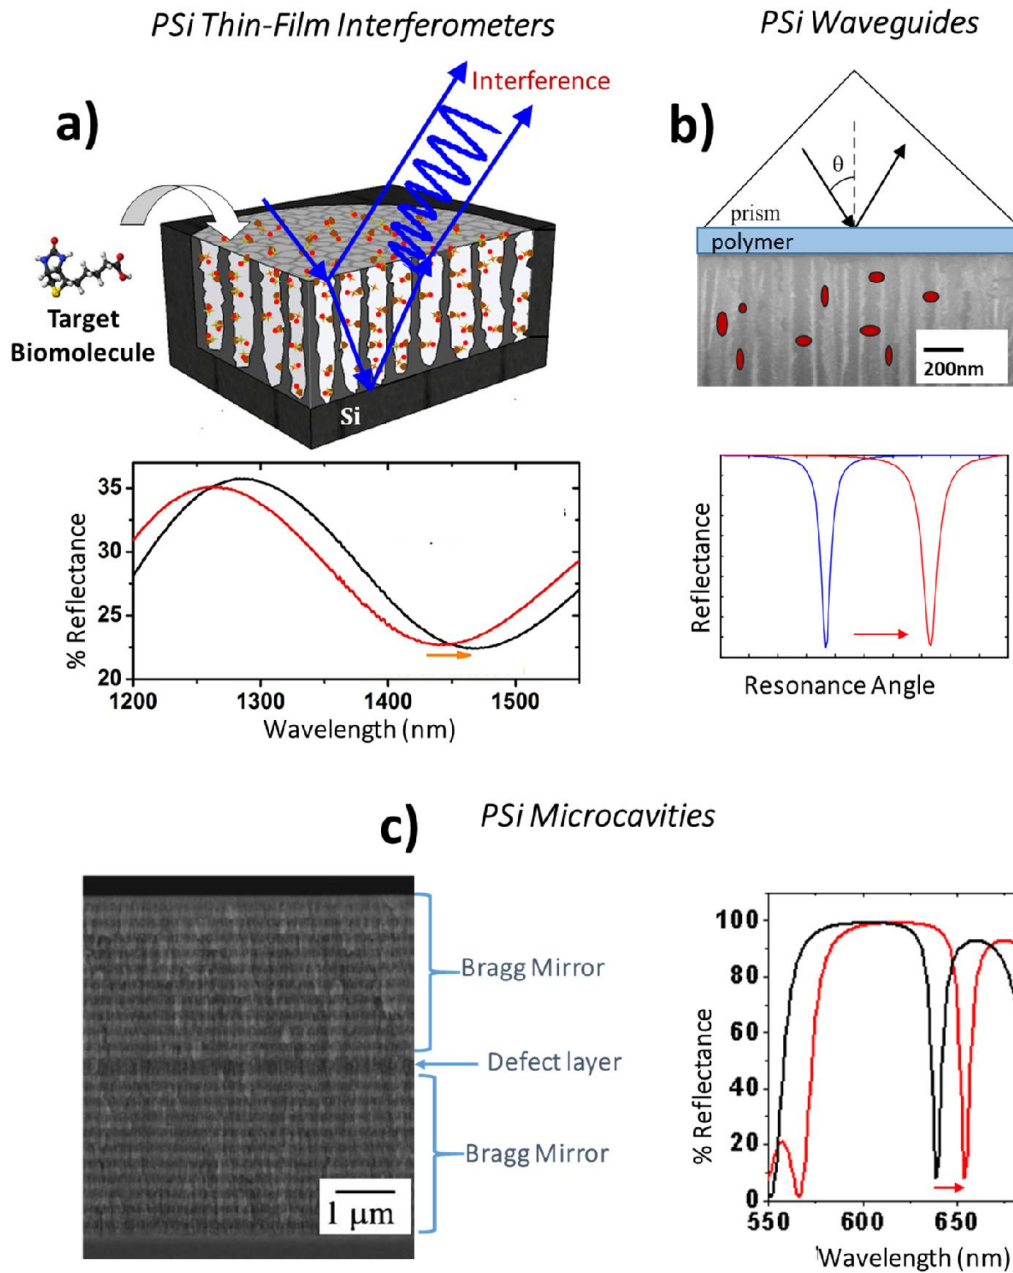 PSi Thin-Film Interferometers
PSi Waveguides
a)
Interference
Target
Biomolecule
Si
b)
θ
prism
polymer
200nm
% Reflectance
35
30
25
20
1200
1300
1400
1500
Wavelength (nm)
Reflectance
Resonance Angle
c)
PSi Microcavities
Bragg Mirror
Defect layer
Bragg Mirror
1 μm
% Reflectance
100
80
60
40
20
0
550
600
650
Wavelength (nm)